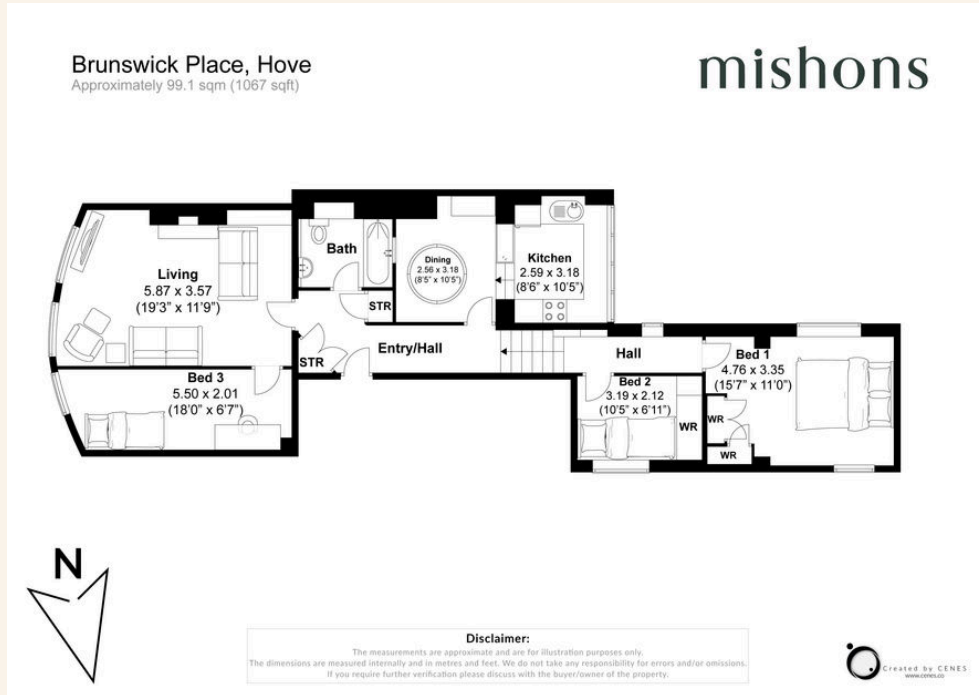 Brunswick Place, Hove
Approximately 99.1 sqm (1067 sqft)
mishons
Living
5.87 x 3.57
(19'3" x 11'9")
Bath
STR
Dining
2.56 x 3.18
(8'5" x 10'5")
Kitchen
2.59 x 3.18
(8'6" x 10'5")
STR
Entry/Hall
Hall
Bed 1
4.76 x 3.35
(15'7" x 11'0")
Bed 3
5.50 x 2.01
(18'0" x 6'7")
Bed 2
3.19 x 2.12
(10'5" x 6'11")
WR
WR
WR
N
Disclaimer:
The measurements are approximate and are for illustration purposes only.
The dimensions are measured internally and in metres and feet. We do not take any responsibility for errors and/or omissions.
If you require further verification please discuss with the buyer/owner of the property.
Created by CENES
www.cenes.co